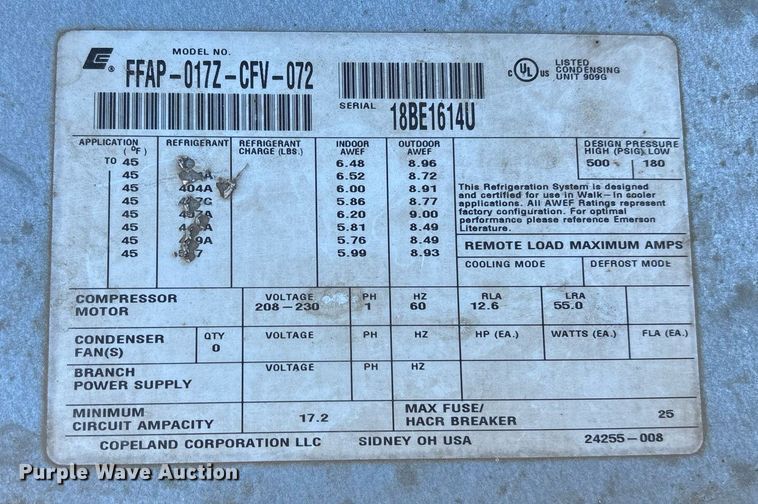 MODEL NO.
FFAP-017Z-CFV-072
SERIAL 18BE1614U
C UL US LISTED
CONDENSING
UNIT 909G
APPLICATION (°F) REFRIGERANT REFRIGERANT CHARGE (LBS.) INDOOR AWEF OUTDOOR AWEF
TO 45 6.48 8.96
45 6.52 8.72
45 404A 6.00 8.91
45 5.86 8.77
45 6.20 9.00
45 5.81 8.49
45 5.76 8.49
45 5.99 8.93
DESIGN PRESSURE
HIGH (PSIG) LOW
500 180
This Refrigeration System is designed
and certified for use in Walk-In cooler
applications. All AWEF Ratings represent
factory configuration. For optimal
performance please reference Emerson
Literature.
REMOTE LOAD MAXIMUM AMPS
COOLING MODE DEFROST MODE
COMPRESSOR MOTOR VOLTAGE 208-230 PH 1 HZ 60 RLA 12.6 LRA 55.0
CONDENSER FAN(S) QTY 0 VOLTAGE PH HZ HP (EA.) WATTS (EA.) FLA (EA.)
BRANCH POWER SUPPLY VOLTAGE PH HZ
MINIMUM CIRCUIT AMPACITY 17.2 MAX FUSE/ HACR BREAKER 25
COPELAND CORPORATION LLC SIDNEY OH USA 24255-008
Purple Wave Auction